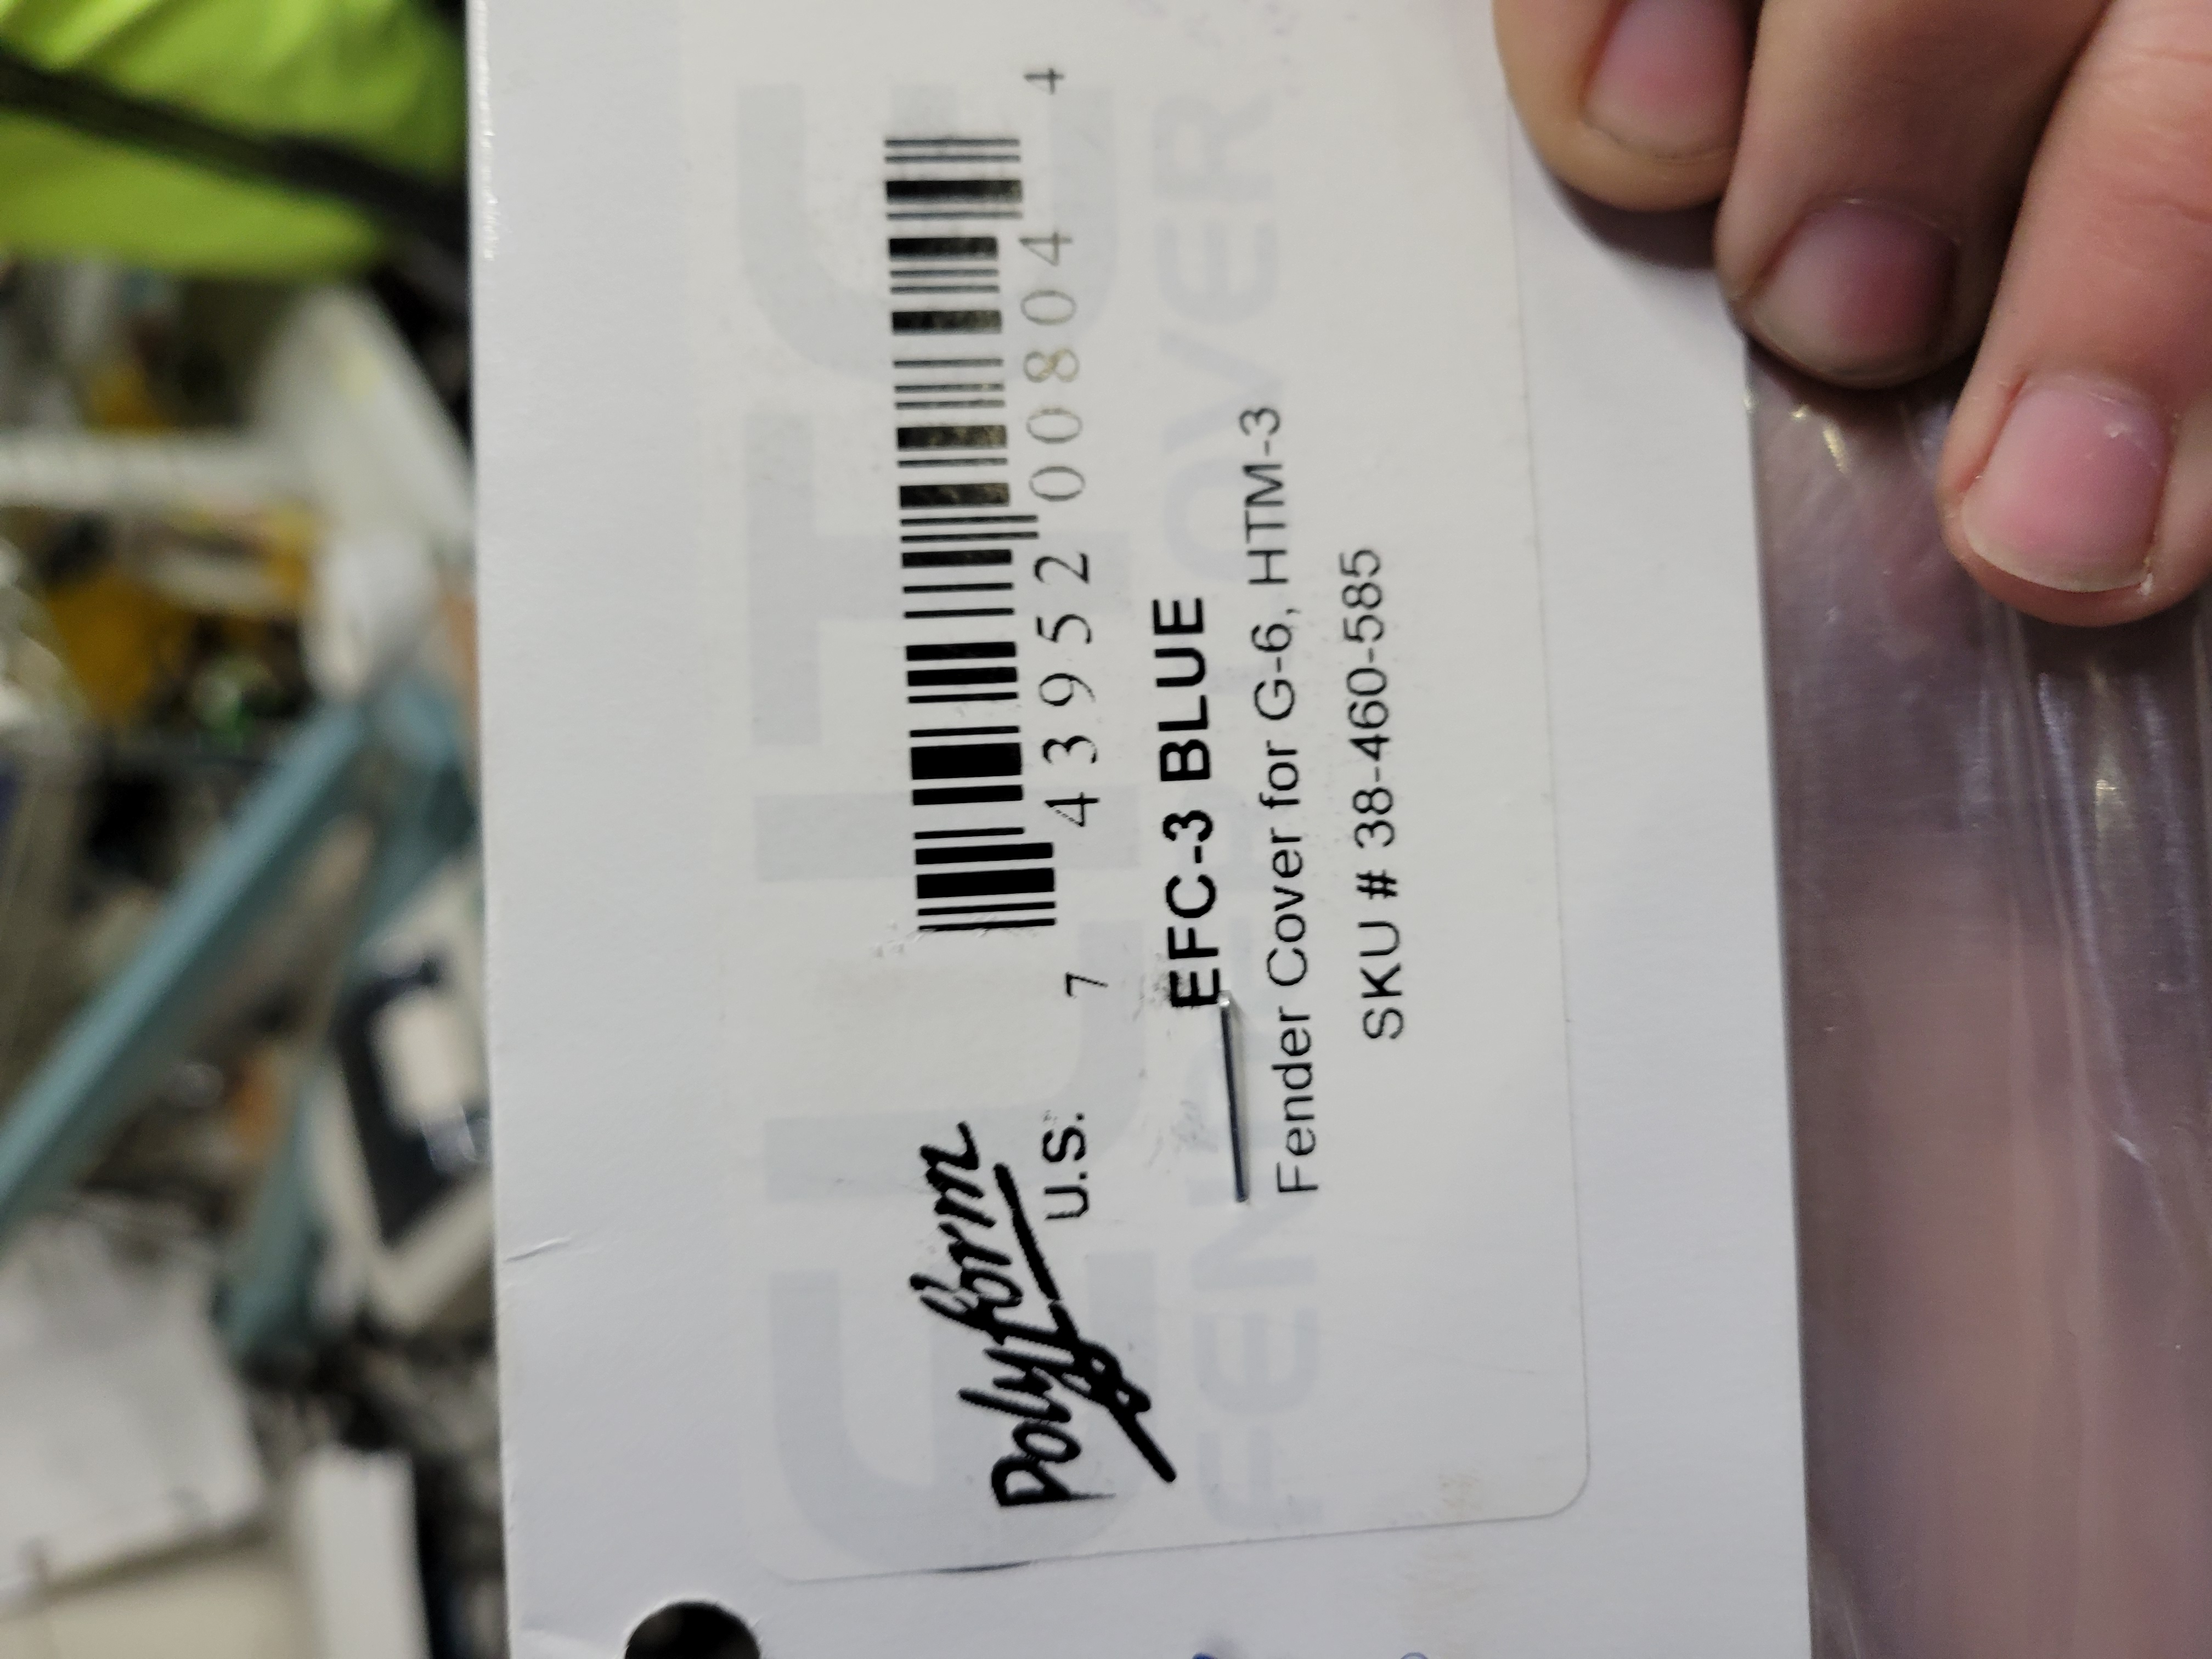 Polyform
U.S.
7 43952 00804 4
EFC-3 BLUE
Fender Cover for G-6, HTM-3
SKU # 38-460-585